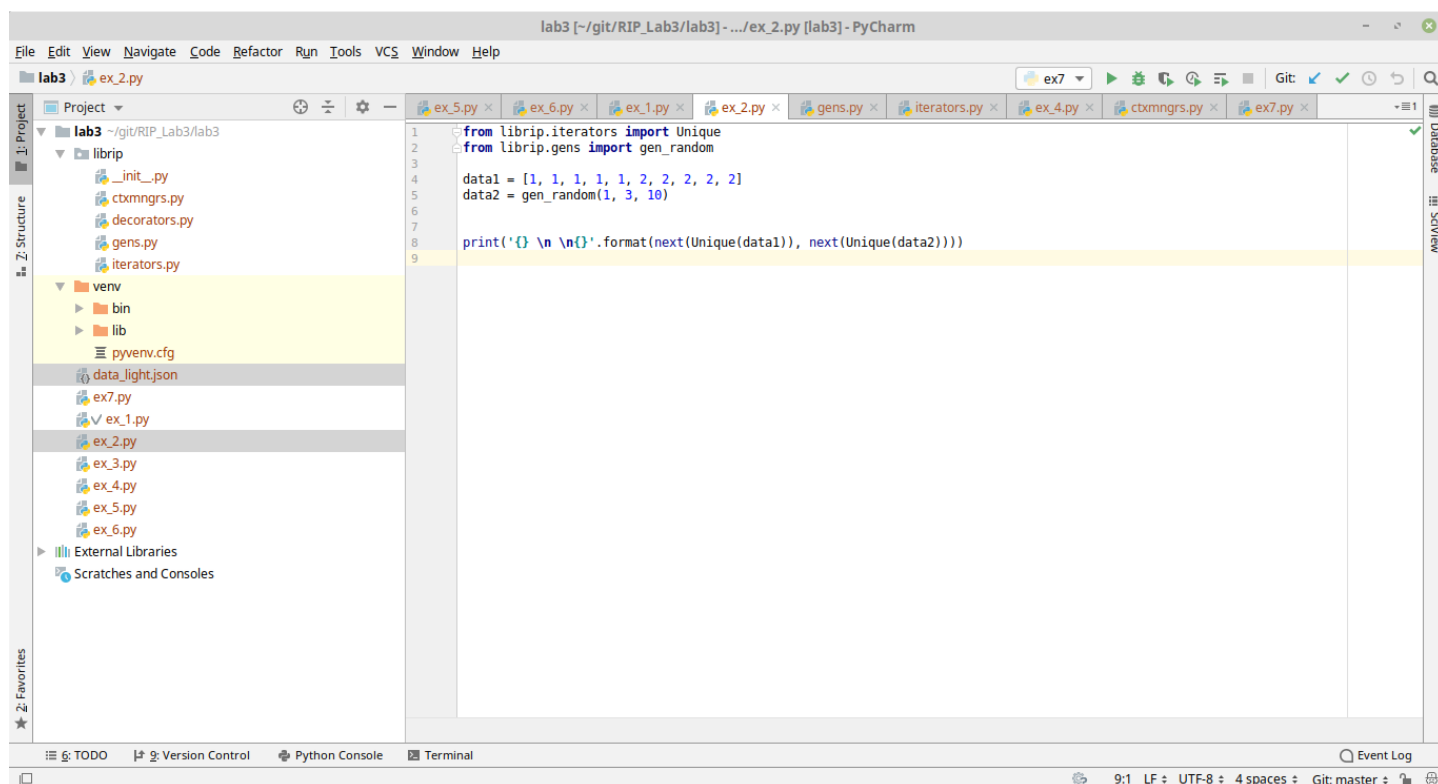 lab3 [~/git/RIP_Lab3/lab3] - .../ex_2.py [lab3] - PyCharm
File Edit View Navigate Code Refactor Run Tools VCS Window Help
lab3 ex_2.py ex7 Git:
1: Project
Project
ex_5.py ex_6.py ex_1.py ex_2.py gens.py iterators.py ex_4.py ctxmngrs.py ex7.py 1
lab3 ~/git/RIP_Lab3/lab3
librip
__init__.py
ctxmngrs.py
decorators.py
gens.py
iterators.py
venv
bin
lib
pyvenv.cfg
data_light.json
ex7.py
ex_1.py
ex_2.py
ex_3.py
ex_4.py
ex_5.py
ex_6.py
External Libraries
Scratches and Consoles
Z: Structure
2: Favorites
1 from librip.iterators import Unique
2 from librip.gens import gen_random
3
4 data1 = [1, 1, 1, 1, 1, 2, 2, 2, 2, 2]
5 data2 = gen_random(1, 3, 10)
6
7
8 print('{} \n \n{}'.format(next(Unique(data1)), next(Unique(data2))))
9
Database
SciView
6: TODO 9: Version Control Python Console Terminal Event Log
9:1 LF UTF-8 4 spaces Git: master